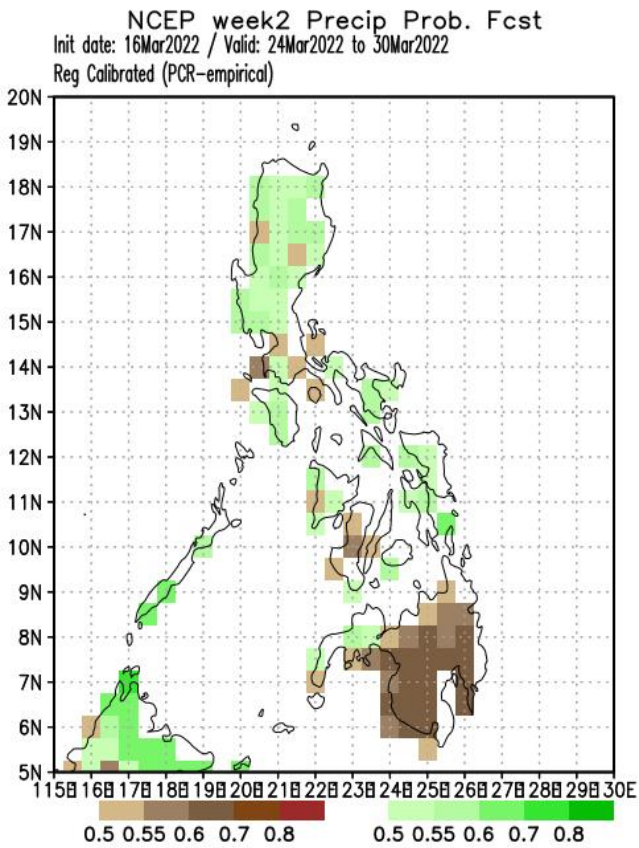 NCEP week2 Precip Prob. Fcst
Init date: 16Mar2022 / Valid: 24Mar2022 to 30Mar2022
Reg Calibrated (PCR-empirical)
20N
19N
18N
17N
16N
15N
14N
13N
12N
11N
10N
9N
8N
7N
6N
5N
115E 116E 117E 118E 119E 120E 121E 122E 123E 124E 125E 126E 127E 128E 129E 130E
0.5 0.55 0.6 0.7 0.8 0.5 0.55 0.6 0.7 0.8